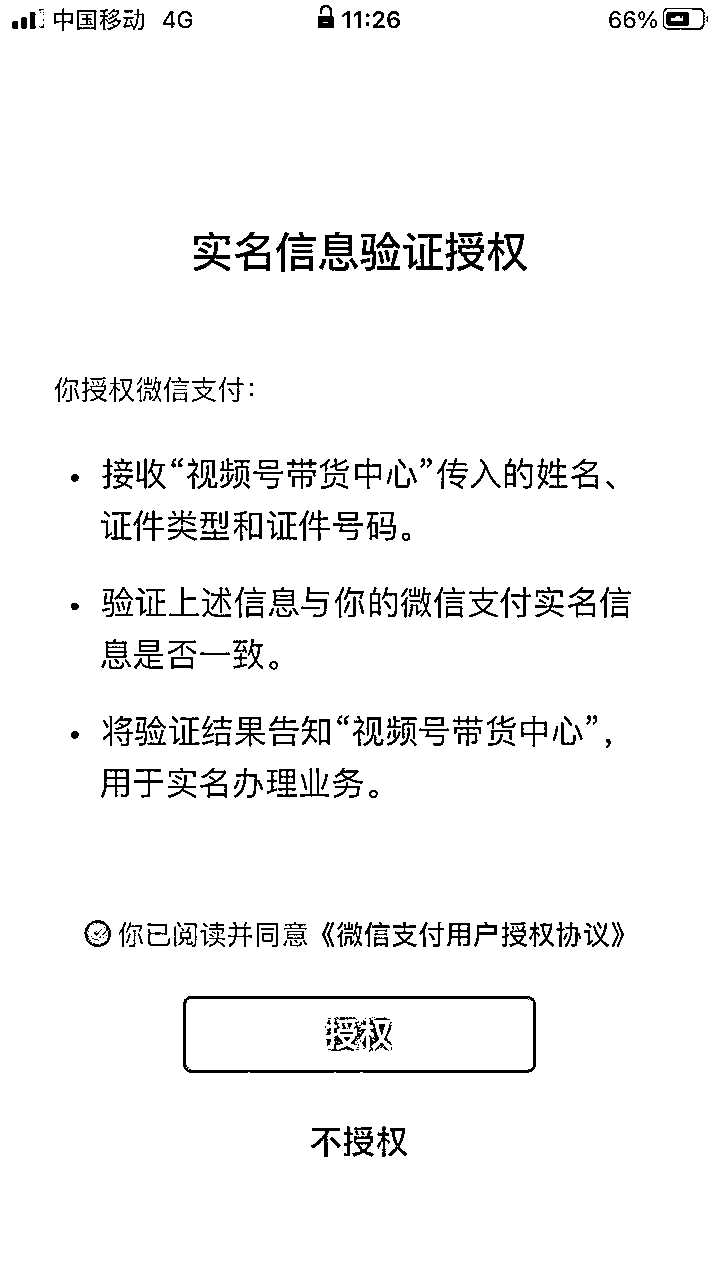 中国移动 4G 11:26 66%
实名信息验证授权
你授权微信支付：
• 接收“视频号带货中心”传入的姓名、
证件类型和证件号码。
• 验证上述信息与你的微信支付实名信
息是否一致。
• 将验证结果告知“视频号带货中心”，
用于实名办理业务。
你已阅读并同意《微信支付用户授权协议》
授权
不授权